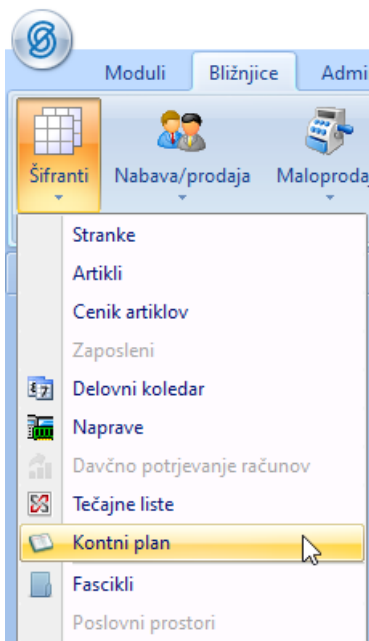 Moduli Bližnjice Admi
Šifranti Nabava/prodaja Maloprodaj
Stranke
Artikli
Cenik artiklov
Zaposleni
Delovni koledar
Naprave
Davčno potrjevanje računov
Tečajne liste
Kontni plan
Fascikli
Poslovni prostori